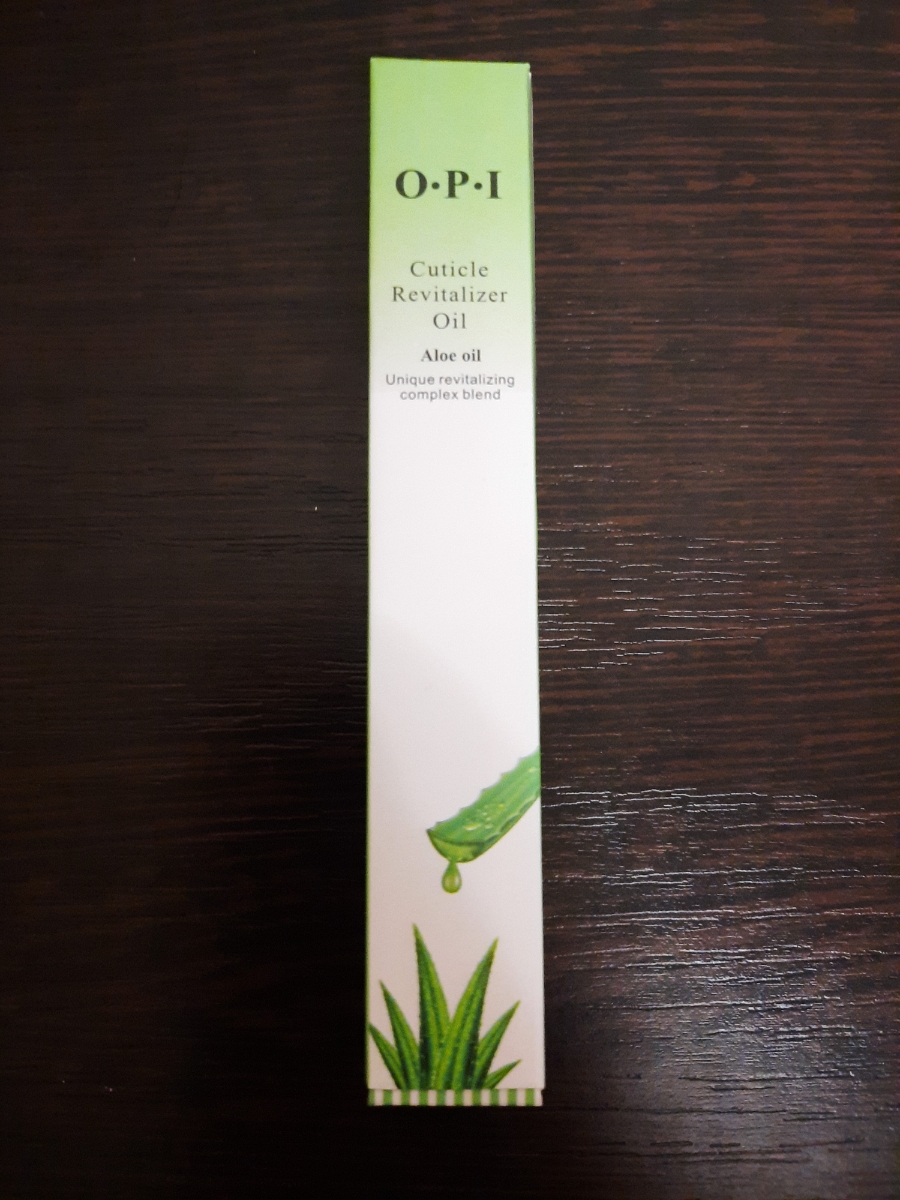 O·P·I
Cuticle
Revitalizer
Oil
Aloe oil
Unique revitalizing
complex blend